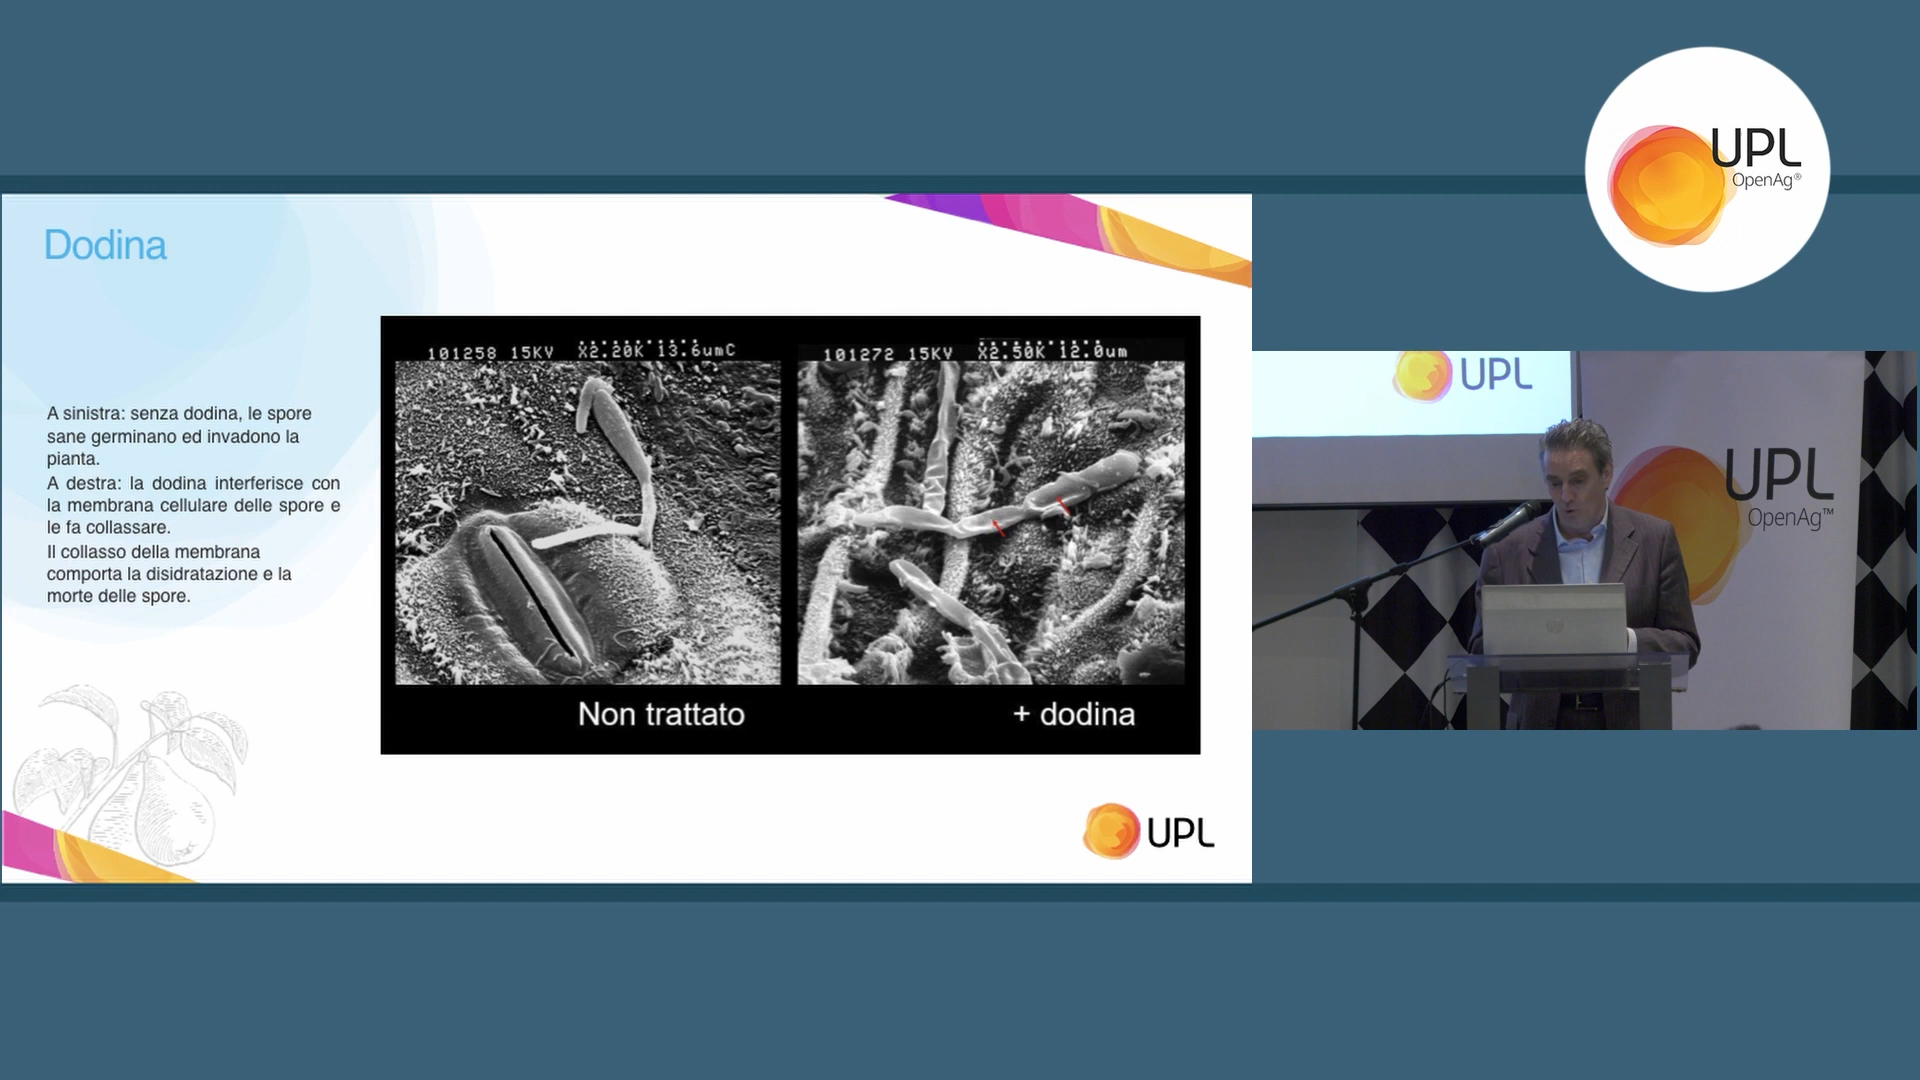 UPL
OpenAg®
Dodina
A sinistra: senza dodina, le spore
sane germinano ed invadono la
pianta.
A destra: la dodina interferisce con
la membrana cellulare delle spore e
le fa collassare.
Il collasso della membrana
comporta la disidratazione e la
morte delle spore.
101258 15KV X2.20K 13.6umC
101272 15KV X2.50K 12.0um
Non trattato
+ dodina
UPL
UPL
UPL
OpenAg™